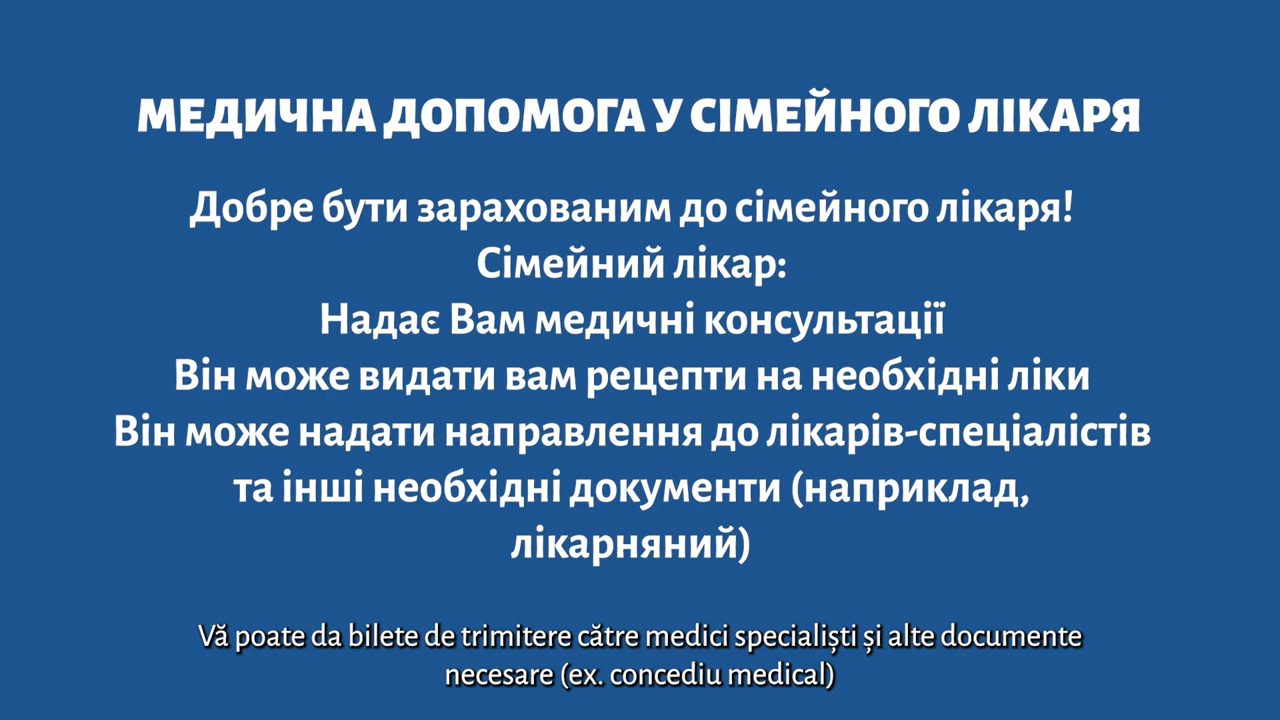 МЕДИЧНА ДОПОМОГА У СІМЕЙНОГО ЛІКАРЯ
Добре бути зарахованим до сімейного лікаря!
Сімейний лікар:
Надає Вам медичні консультації
Він може видати вам рецепти на необхідні ліки
Він може надати направлення до лікарів-спеціалістів
та інші необхідні документи (наприклад,
лікарняний)
Vă poate da bilete de trimitere către medici specialiști și alte documente
necesare (ex. concediu medical)